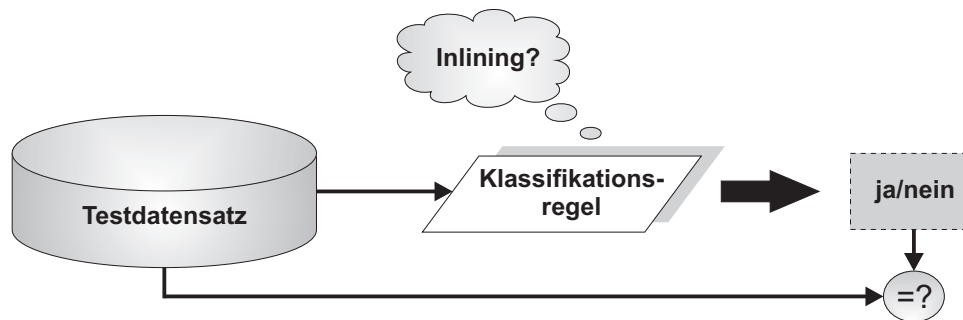 Inlining?
Testdatensatz
Klassifikations-
regel
ja/nein
=?